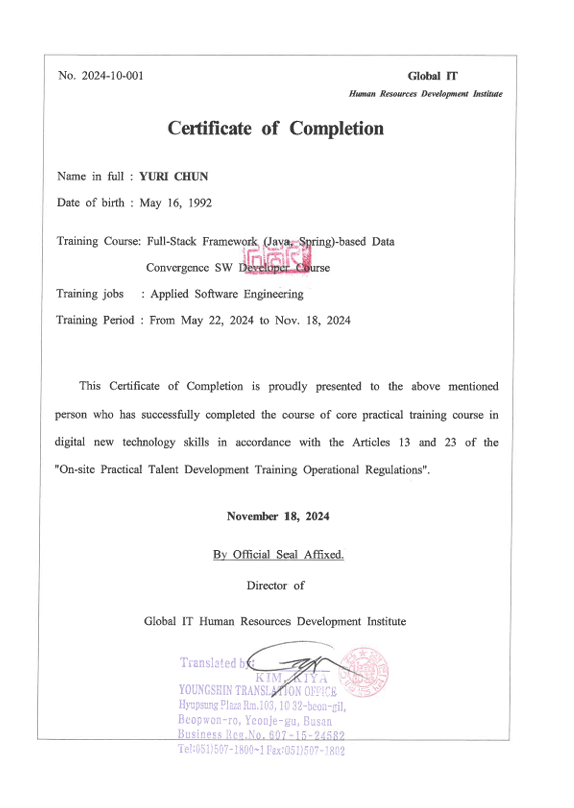 No. 2024-10-001
Global IT
Human Resources Development Institute
Certificate of Completion
Name in full : YURI CHUN
Date of birth : May 16, 1992
Training Course: Full-Stack Framework (Java, Spring)-based Data
Convergence SW Developer Course
Training jobs : Applied Software Engineering
Training Period : From May 22, 2024 to Nov. 18, 2024
This Certificate of Completion is proudly presented to the above mentioned
person who has successfully completed the course of core practical training course in
digital new technology skills in accordance with the Articles 13 and 23 of the
"On-site Practical Talent Development Training Operational Regulations".
November 18, 2024
By Official Seal Affixed.
Director of
Global IT Human Resources Development Institute
Translated by:
KIM, KIYA
YOUNGSHIN TRANSLATION OFFICE
Hyupsung Plaza Rm.103, 10 32-beon-gil,
Beopwon-ro, Yeonje-gu, Busan
Business Reg.No. 607-15-24582
Tel:051)507-1800~1 Fax:051)507-1802